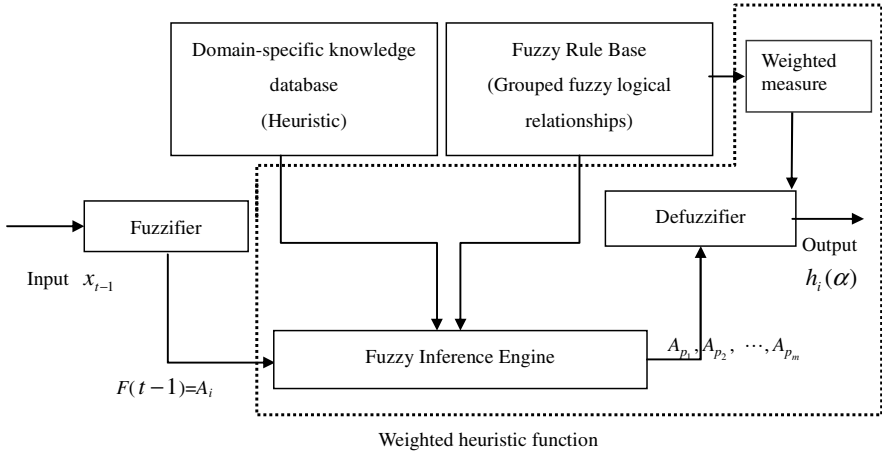 Domain-specific knowledge
database
(Heuristic)
Fuzzy Rule Base
(Grouped fuzzy logical
relationships)
Weighted
measure
Fuzzifier
Defuzzifier
Input x_{t-1}
Output
h_i(α)
Fuzzy Inference Engine
A_{p_1}, A_{p_2}, ⋯, A_{p_m}
F(t-1)=A_i
Weighted heuristic function